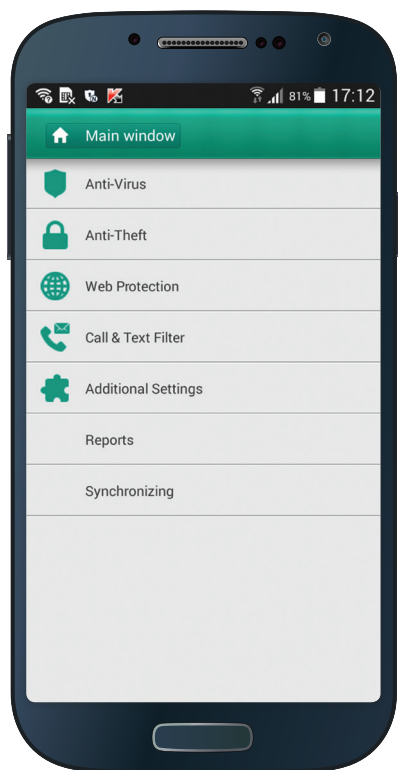 81% 17:12
Main window
Anti-Virus
Anti-Theft
Web Protection
Call & Text Filter
Additional Settings
Reports
Synchronizing